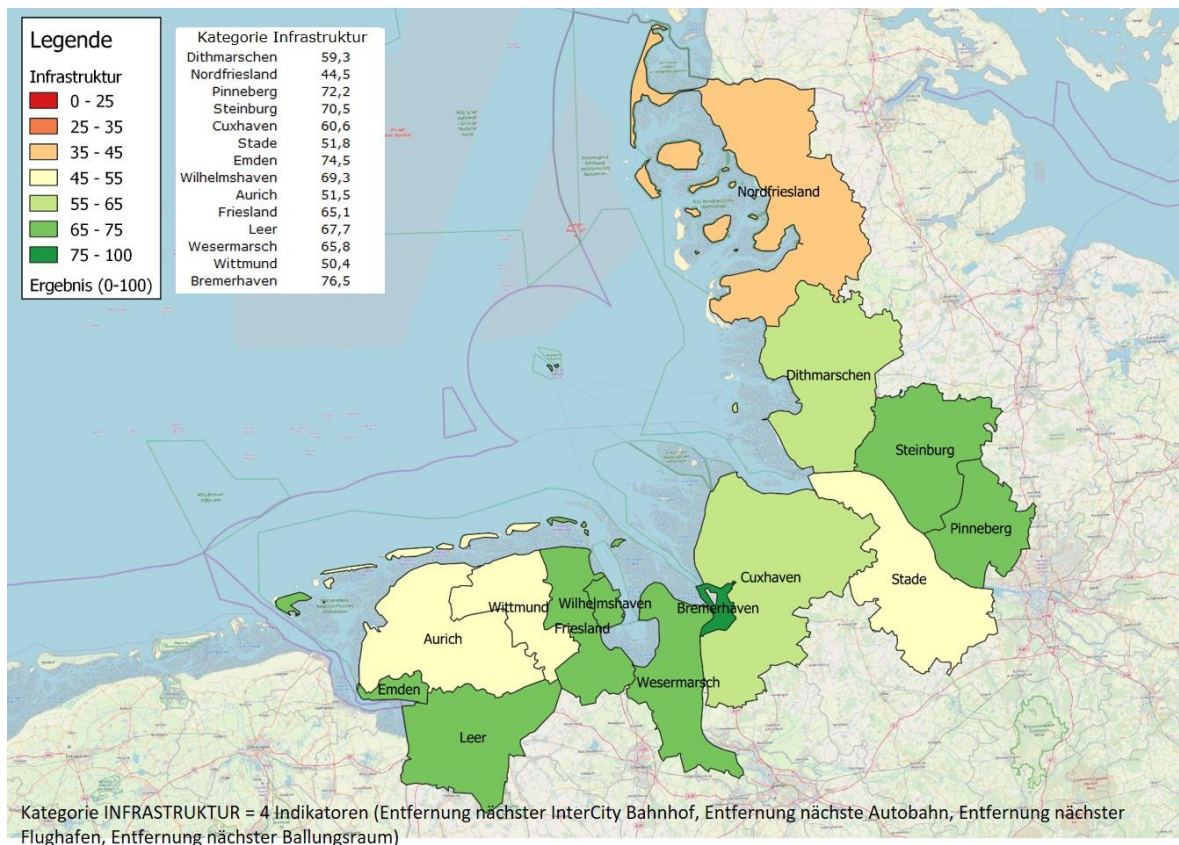 Legende
Infrastruktur
0 - 25
25 - 35
35 - 45
45 - 55
55 - 65
65 - 75
75 - 100
Ergebnis (0-100)
Kategorie Infrastruktur
Dithmarschen 59,3
Nordfriesland 44,5
Pinneberg 72,2
Steinburg 70,5
Cuxhaven 60,6
Stade 51,8
Emden 74,5
Wilhelmshaven 69,3
Aurich 51,5
Friesland 65,1
Leer 67,7
Wesermarsch 65,8
Wittmund 50,4
Bremerhaven 76,5
Nordfriesland
Dithmarschen
Steinburg
Pinneberg
Cuxhaven
Stade
Bremerhaven
Wilhelmshaven
Wittmund
Friesland
Aurich
Wesermarsch
Emden
Leer
Kategorie INFRASTRUKTUR = 4 Indikatoren (Entfernung nächster InterCity Bahnhof, Entfernung nächste Autobahn, Entfernung nächster
Flughafen, Entfernung nächster Ballungsraum)